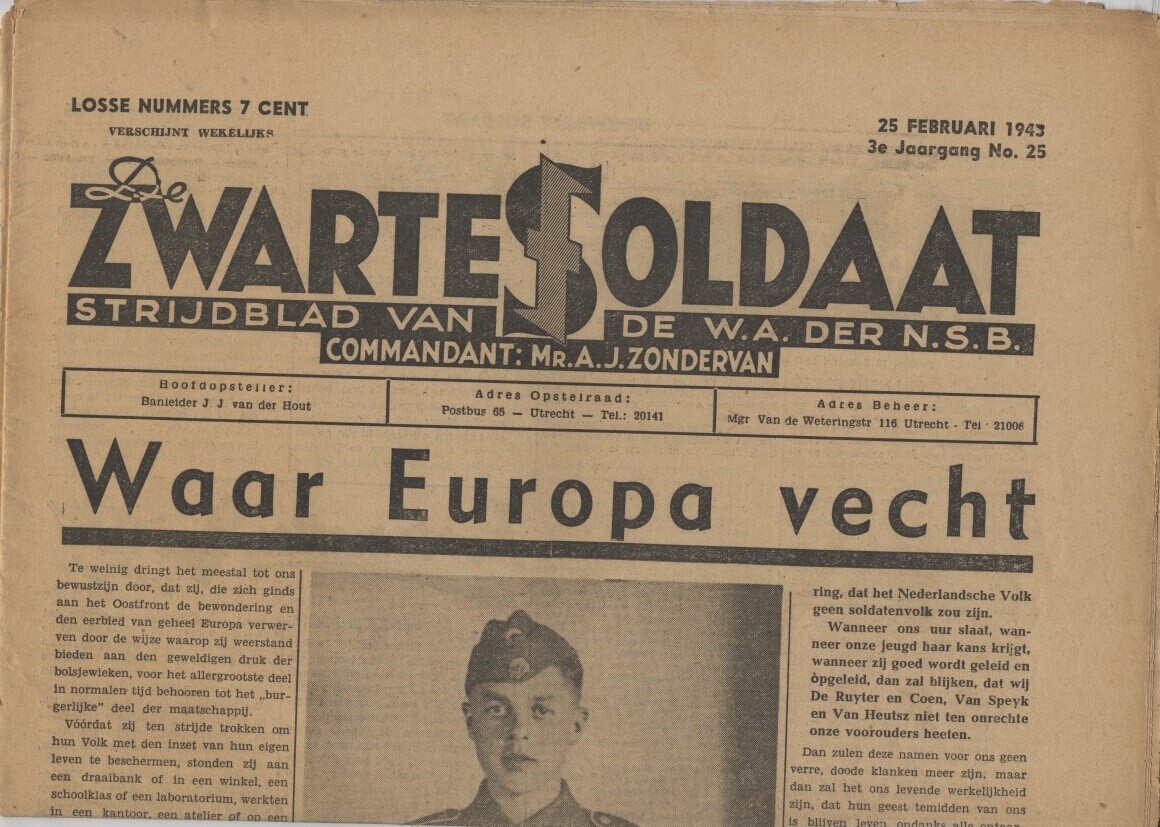 LOSSE NUMMERS 7 CENT
VERSCHIJNT WEKELIJKS
25 FEBRUARI 1943
3e Jaargang No. 25
De
ZWARTE SOLDAAT
STRIJDBLAD VAN DE W.A. DER N.S.B.
COMMANDANT: MR. A. J. ZONDERVAN
Hoofdopsteller:
Banleider J. J. van der Hout
Adres Opstelraad:
Postbus 65 — Utrecht — Tel.: 20141
Adres Beheer:
Mgr Van de Weteringstr 116 Utrecht - Tel 21006
Waar Europa vecht
Te weinig dringt het meestal tot ons
bewustzijn door, dat zij, die zich ginds
aan het Oostfront de bewondering en
den eerbied van geheel Europa verwer-
ven door de wijze waarop zij weerstand
bieden aan den geweldigen druk der
bolsjewieken, voor het allergrootste deel
in normalen tijd behooren tot het „bur-
gerlijke” deel der maatschappij.
Vóórdat zij ten strijde trokken om
hun Volk met den inzet van hun eigen
leven te beschermen, stonden zij aan
een draaibank of in een winkel, een
schoolklas of een laboratorium, werkten
in een kantoor, een atelier of op een
ring, dat het Nederlandsche Volk
geen soldatenvolk zou zijn.
Wanneer ons uur slaat, wan-
neer onze jeugd haar kans krijgt,
wanneer zij goed wordt geleid en
òpgeleid, dan zal blijken, dat wij
De Ruyter en Coen, Van Speyk
en Van Heutsz niet ten onrechte
onze voorouders heeten.
Dan zulen deze namen voor ons geen
verre, doode klanken meer zijn, maar
dan zal het ons levende werkelijkheid
zijn, dat hun geest temidden van ons
is blijven leven, ondanks alle